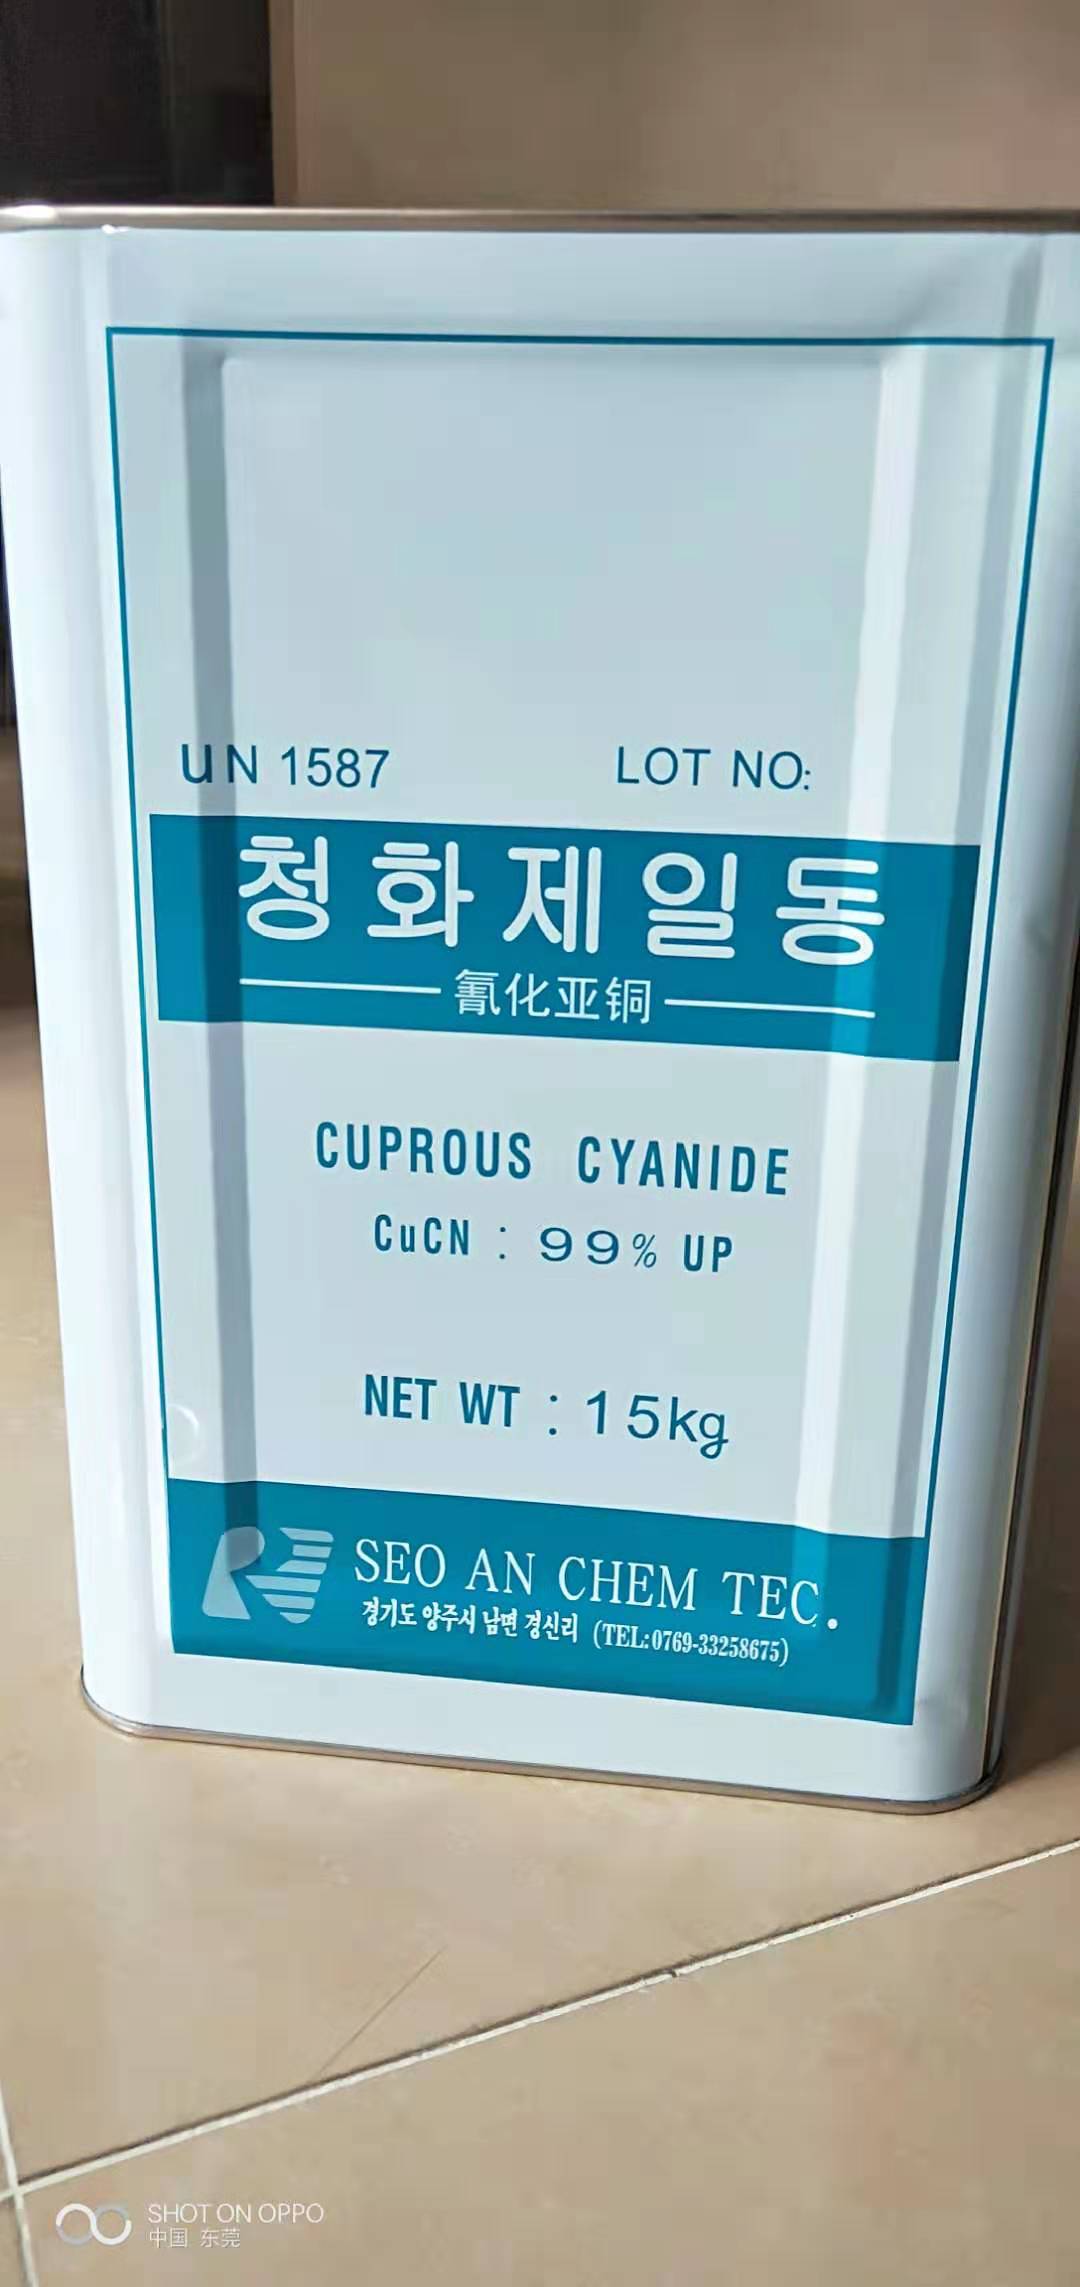 UN 1587 LOT NO:
청화제일동
氰化亚铜
CUPROUS CYANIDE
CuCN : 99% UP
NET WT : 15kg
SEO AN CHEM TEC.
경기도 양주시 남면 경신리 (TEL:0769-33258675)
SHOT ON OPPO
中国 东莞